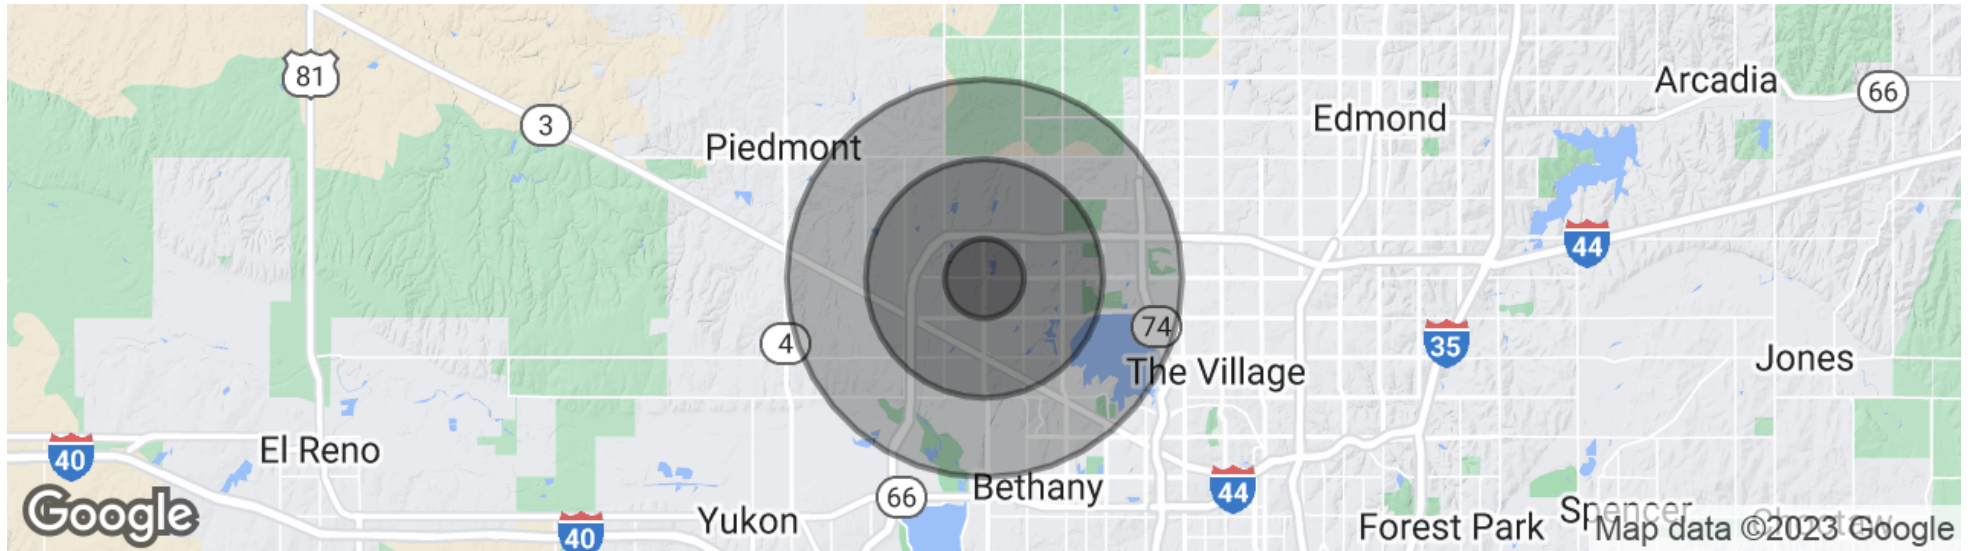 81
Arcadia
66
3
Edmond
Piedmont
44
4
74
35
The Village
Jones
El Reno
40
Bethany
44
66
Google
Yukon
40
Forest Park
Spencer
Choctaw
Map data ©2023 Google